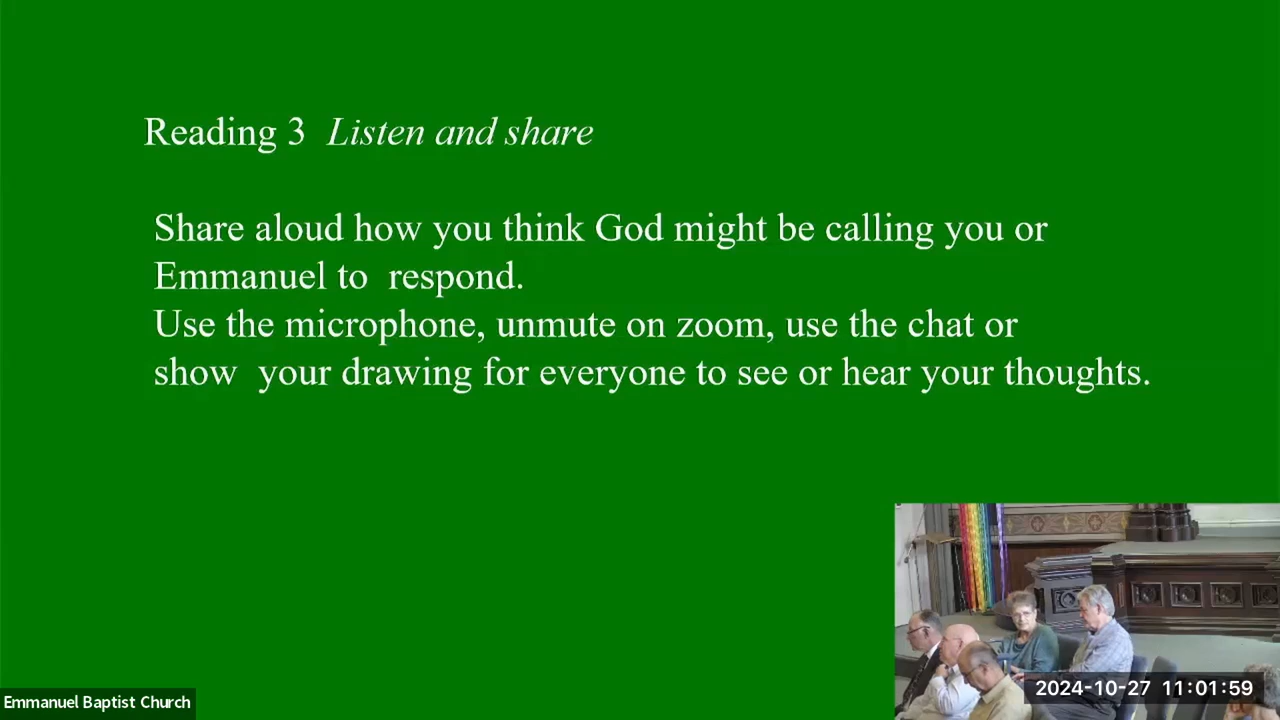 Reading 3 Listen and share
Share aloud how you think God might be calling you or
Emmanuel to respond.
Use the microphone, unmute on zoom, use the chat or
show your drawing for everyone to see or hear your thoughts.
Emmanuel Baptist Church
2024-10-27 11:01:59